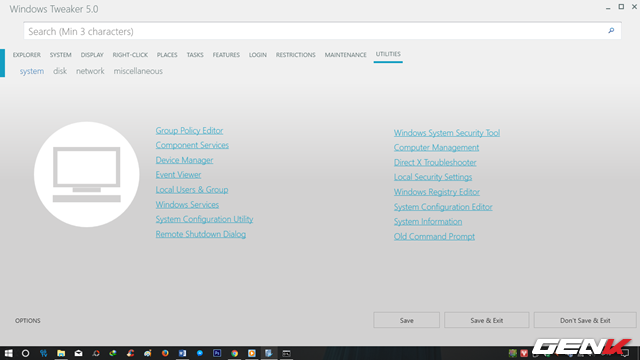 Windows Tweaker 5.0
Search (Min 3 characters)
EXPLORER SYSTEM DISPLAY RIGHT-CLICK PLACES TASKS FEATURES LOGIN RESTRICTIONS MAINTENANCE UTILITIES
system disk network miscellaneous
Group Policy Editor
Component Services
Device Manager
Event Viewer
Local Users & Group
Windows Services
System Configuration Utility
Remote Shutdown Dialog
Windows System Security Tool
Computer Management
Direct X Troubleshooter
Local Security Settings
Windows Registry Editor
System Configuration Editor
System Information
Old Command Prompt
OPTIONS
Save
Save & Exit
Don't Save & Exit
GENK